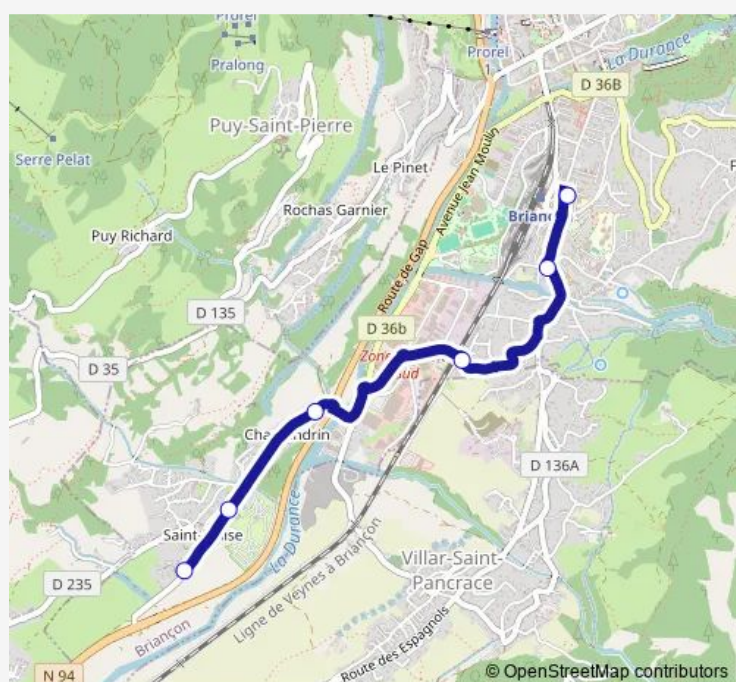 Prorel
Prorel
1
La Durance
Pralong
D 36B
Puy-Saint-Pierre
Serre Pelat
Avenue Jean Moulin
Le Pinet
Rochas Garnier
Puy Richard
Route de Gap
D 135
D 36b
D 35
D 136A
La Durance
D 235
Villar-Saint-
Pancrace
Ligne de Veynes à Briançon
Briançon
Route des Espagnols
N 94
© OpenStreetMap contributors